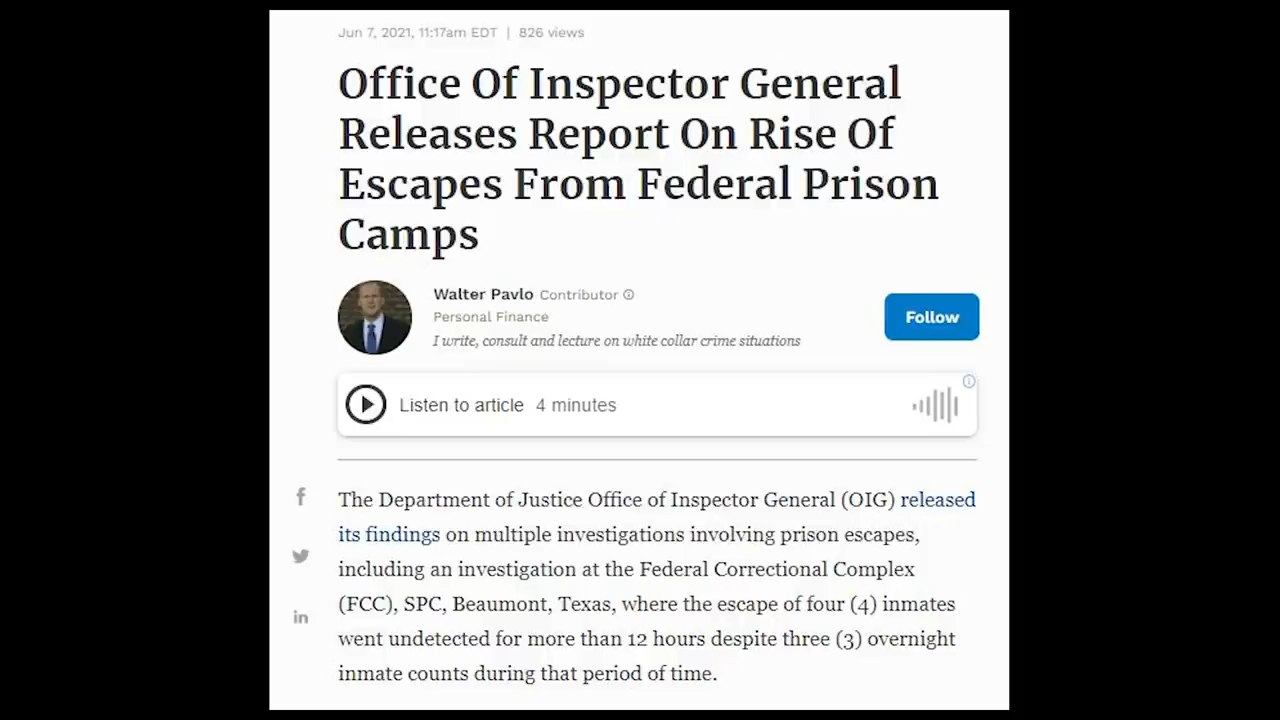 Jun 7, 2021, 11:17am EDT | 826 views
Office Of Inspector General
Releases Report On Rise Of
Escapes From Federal Prison
Camps
Walter Pavlo Contributor
Personal Finance
I write, consult and lecture on white collar crime situations
Follow
Listen to article 4 minutes
The Department of Justice Office of Inspector General (OIG) released
its findings on multiple investigations involving prison escapes,
including an investigation at the Federal Correctional Complex
(FCC), SPC, Beaumont, Texas, where the escape of four (4) inmates
went undetected for more than 12 hours despite three (3) overnight
inmate counts during that period of time.